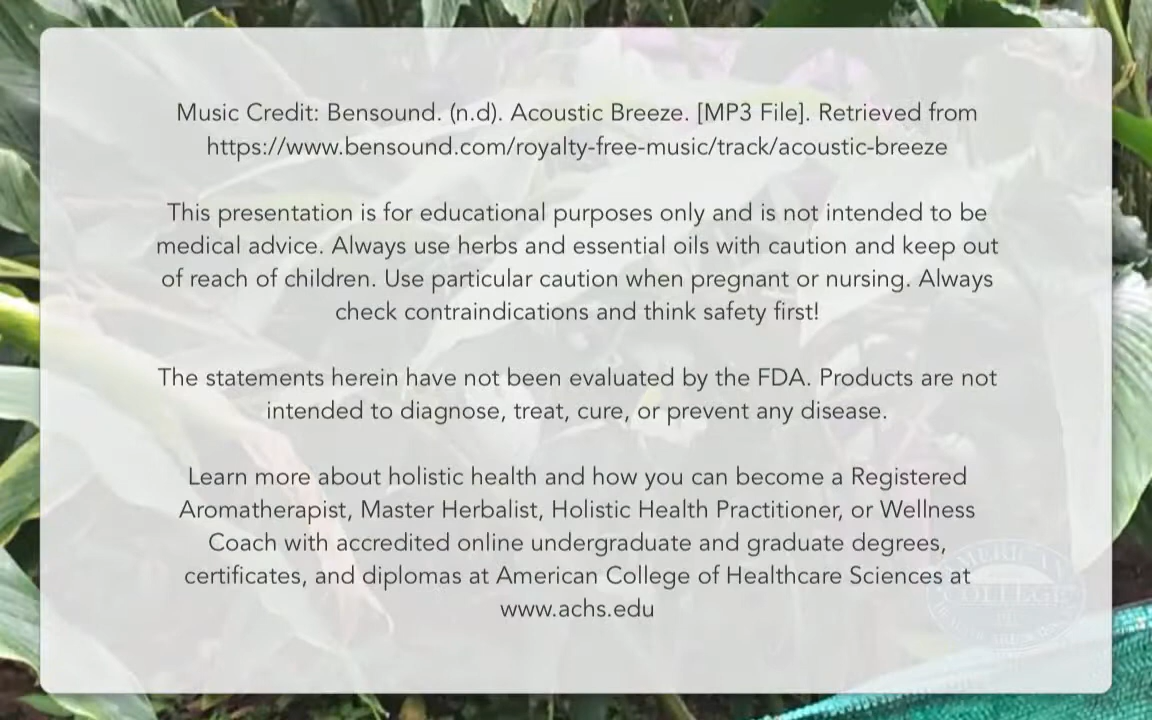 Music Credit: Bensound. (n.d). Acoustic Breeze. [MP3 File]. Retrieved from
https://www.bensound.com/royalty-free-music/track/acoustic-breeze
This presentation is for educational purposes only and is not intended to be
medical advice. Always use herbs and essential oils with caution and keep out
of reach of children. Use particular caution when pregnant or nursing. Always
check contraindications and think safety first!
The statements herein have not been evaluated by the FDA. Products are not
intended to diagnose, treat, cure, or prevent any disease.
Learn more about holistic health and how you can become a Registered
Aromatherapist, Master Herbalist, Holistic Health Practitioner, or Wellness
Coach with accredited online undergraduate and graduate degrees,
certificates, and diplomas at American College of Healthcare Sciences at
www.achs.edu
AMERICAN
COLLEGE